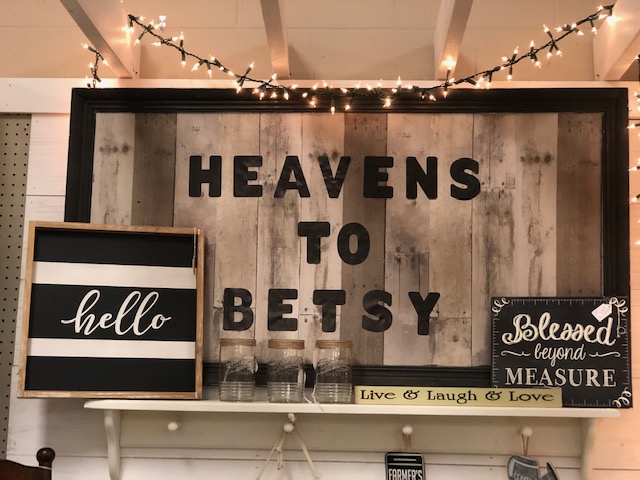 HEAVENS
TO
BETSY
hello
Blessed
beyond
MEASURE
Live & Laugh & Love
FARMER'S